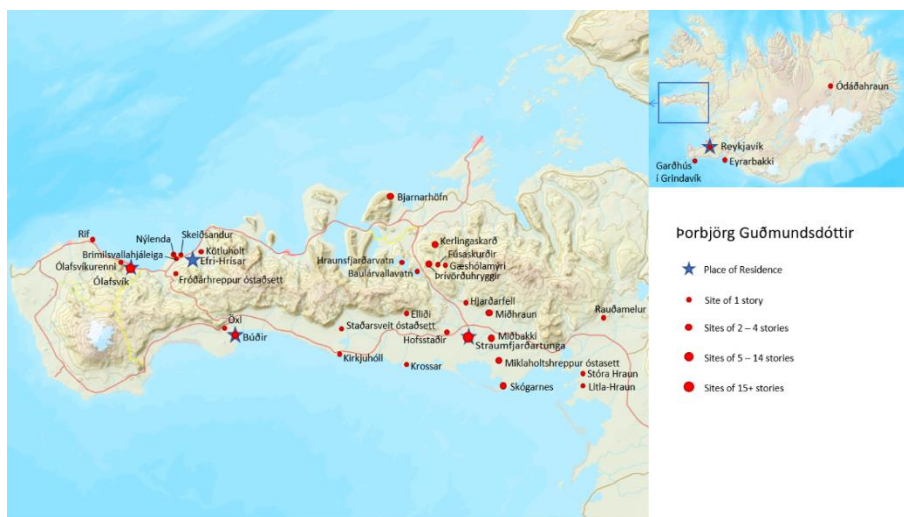 Ódáðahraun
Reykjavík
Garðhús
í Grindavík
Eyrarbakki
Bjarnarhöfn
Rif
Nýlenda
Skeiðsandur
Brimilsvallahjáleiga
Kötluholt
Ólafsvíkurenni
Efri-Hrísar
Ólafsvík
Fróðárhreppur óstaðsett
Kerlingaskarð
Fúsaskurðir
Hraunsfjarðarvatn
Gæshólamýri
Baulárvallavatn
Þrívörðuhryggir
Hjarðarfell
Elliði
Miðhraun
Rauðamelur
Öxl
Staðarsveit óstaðsett
Búðir
Hofsstaðir
Miðbakki
Straumfjarðartunga
Kirkjuhóll
Krossar
Miklaholtshreppur óstasett
Stóra Hraun
Skógarnes
Litla-Hraun
Þorbjörg Guðmundsdóttir
Place of Residence
Site of 1 story
Sites of 2 – 4 stories
Sites of 5 – 14 stories
Sites of 15+ stories